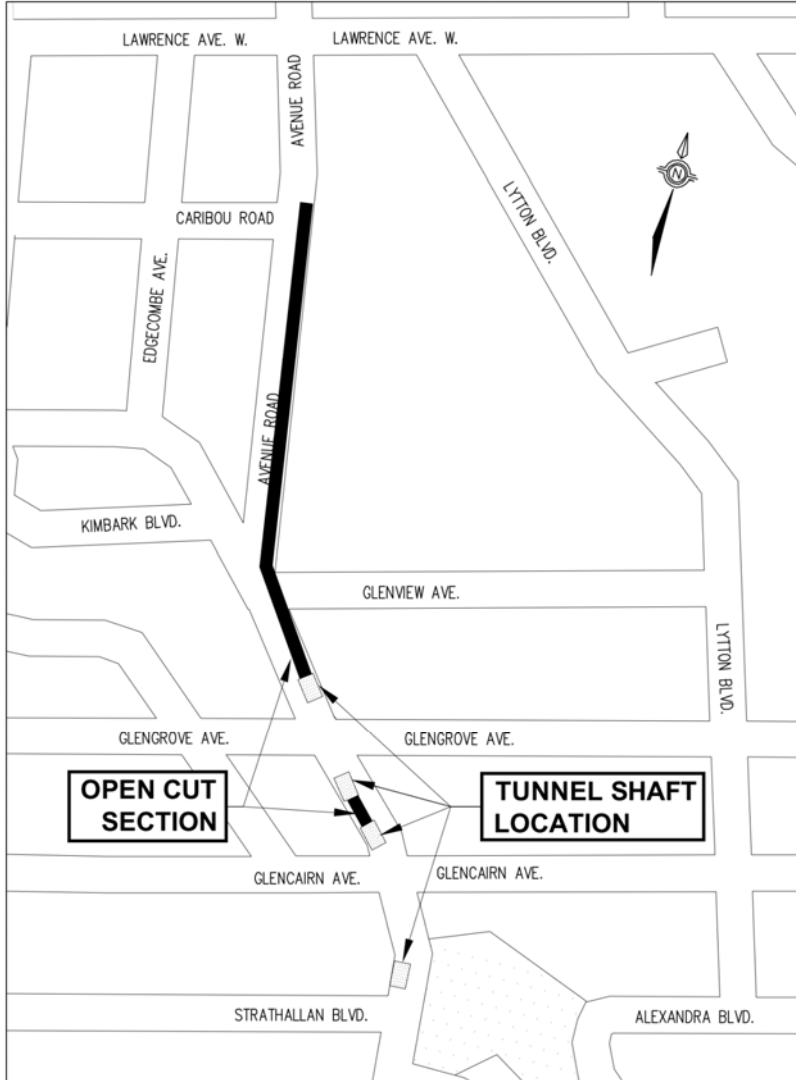 LAWRENCE AVE. W.
LAWRENCE AVE. W.
AVENUE ROAD
N
CARIBOU ROAD
LYTTON BLVD.
EDGECOMBE AVE.
AVENUE ROAD
KIMBARK BLVD.
GLENVIEW AVE.
LYTTON BLVD.
GLENGROVE AVE.
GLENGROVE AVE.
OPEN CUT
SECTION
TUNNEL SHAFT
LOCATION
GLENCAIRN AVE.
GLENCAIRN AVE.
STRATHALLAN BLVD.
ALEXANDRA BLVD.